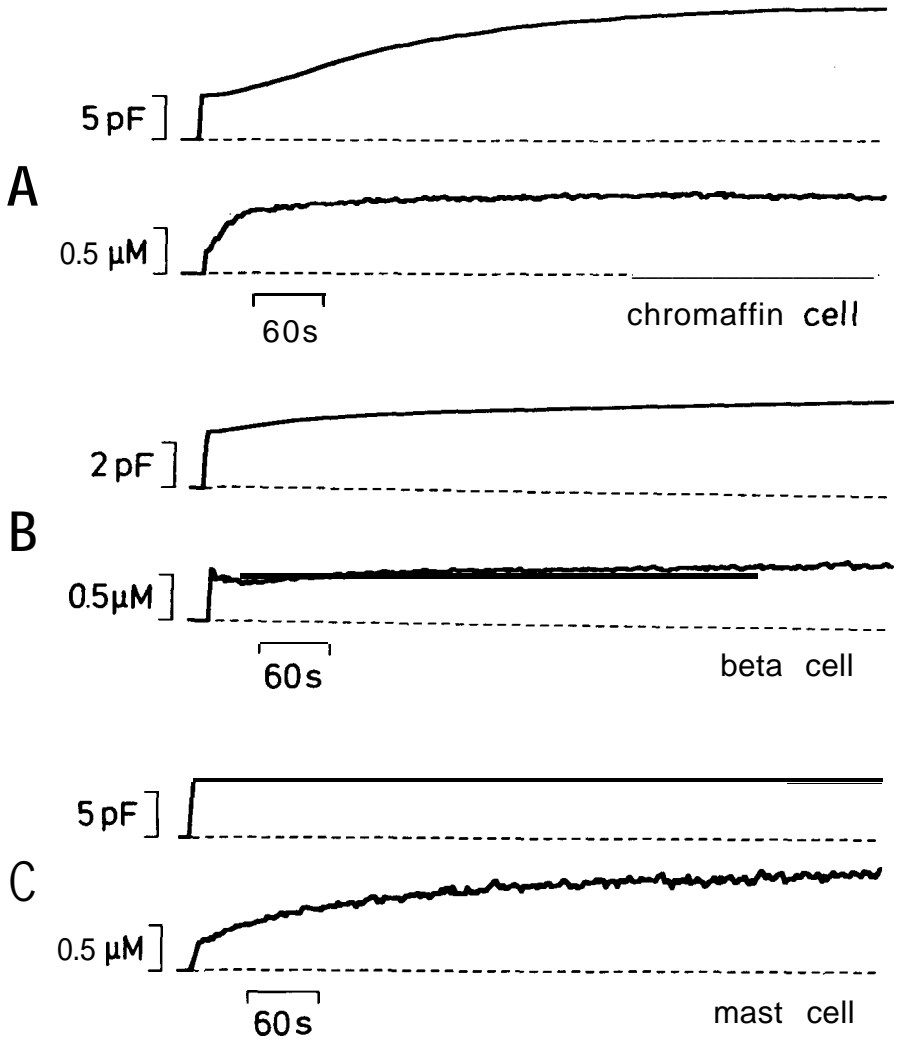 5 pF
A
0.5 µM
60s
chromaffin cell
2 pF
B
0.5µM
60s
beta cell
5 pF
C
0.5 µM
60s
mast cell